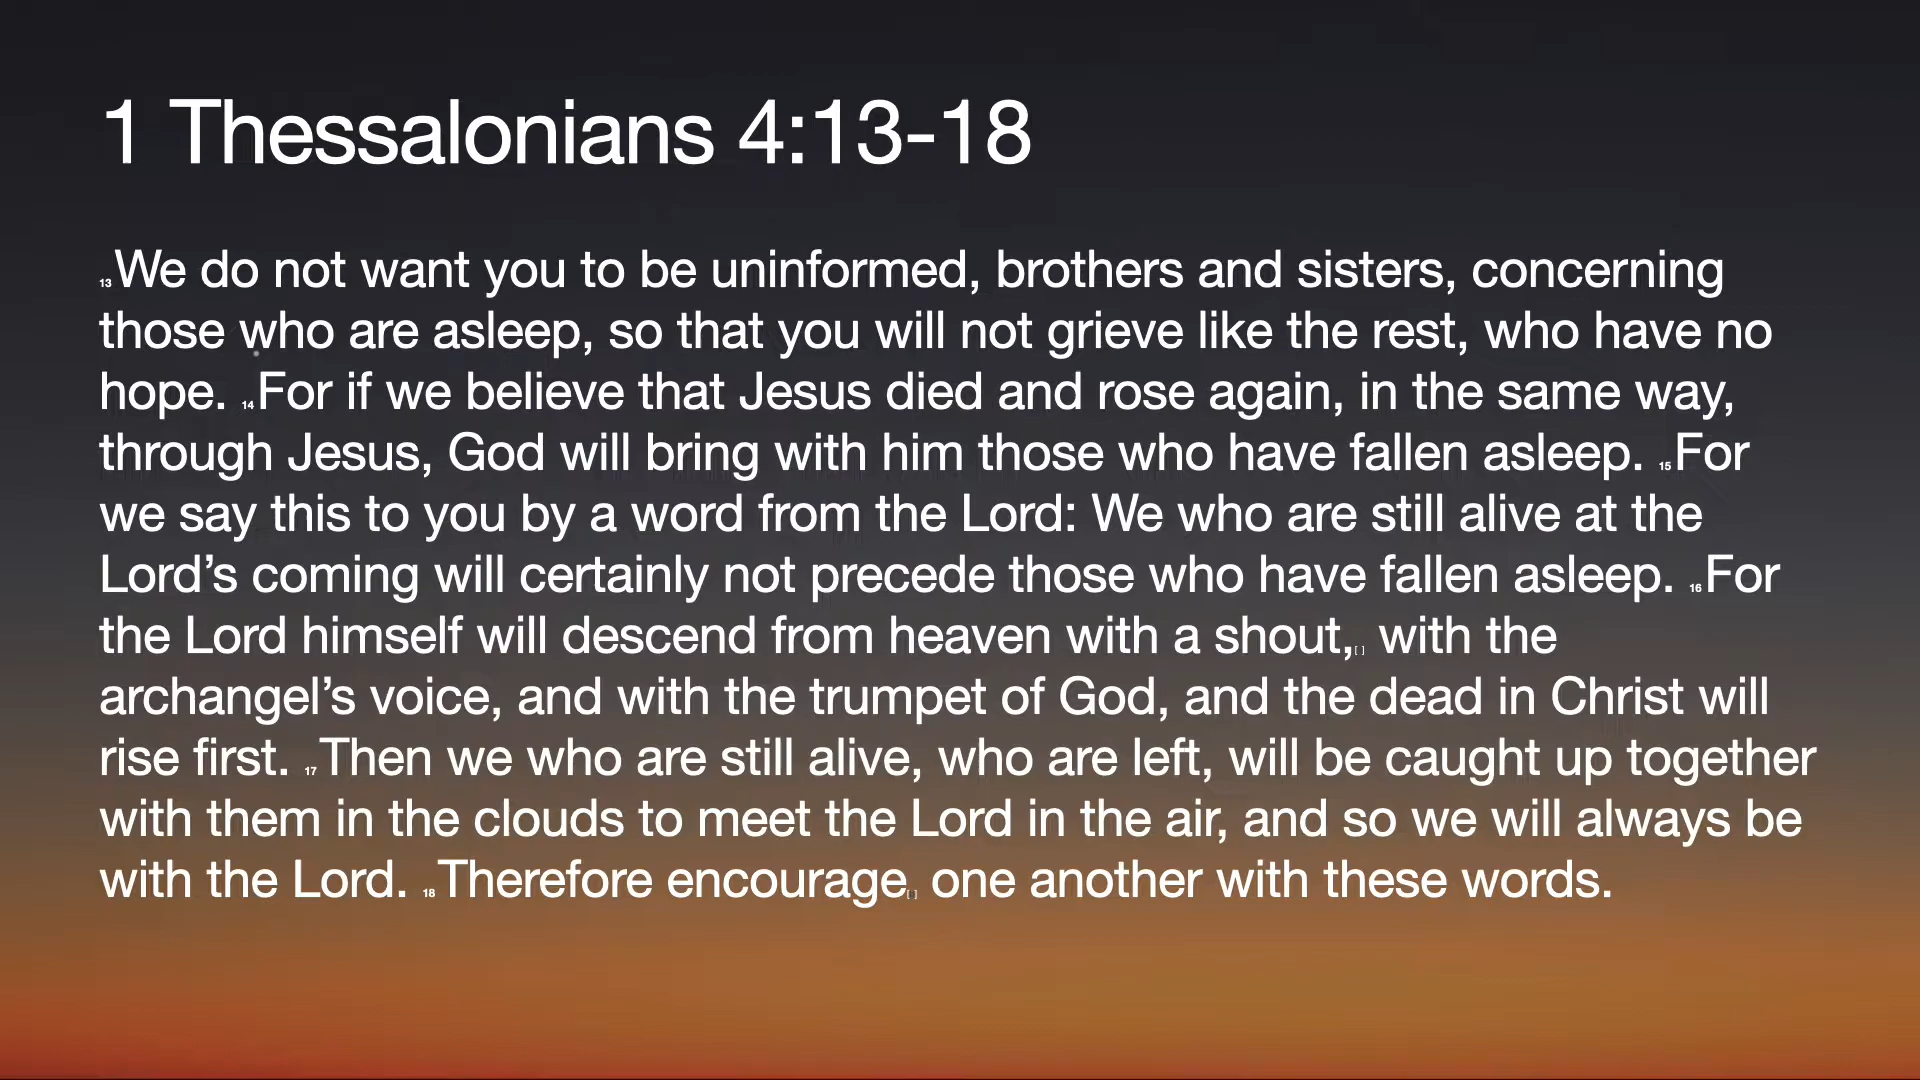 1 Thessalonians 4:13-18
13We do not want you to be uninformed, brothers and sisters, concerning
those who are asleep, so that you will not grieve like the rest, who have no
hope. 14For if we believe that Jesus died and rose again, in the same way,
through Jesus, God will bring with him those who have fallen asleep. 15For
we say this to you by a word from the Lord: We who are still alive at the
Lord’s coming will certainly not precede those who have fallen asleep. 16For
the Lord himself will descend from heaven with a shout,[ ] with the
archangel’s voice, and with the trumpet of God, and the dead in Christ will
rise first. 17Then we who are still alive, who are left, will be caught up together
with them in the clouds to meet the Lord in the air, and so we will always be
with the Lord. 18Therefore encourage[ ] one another with these words.